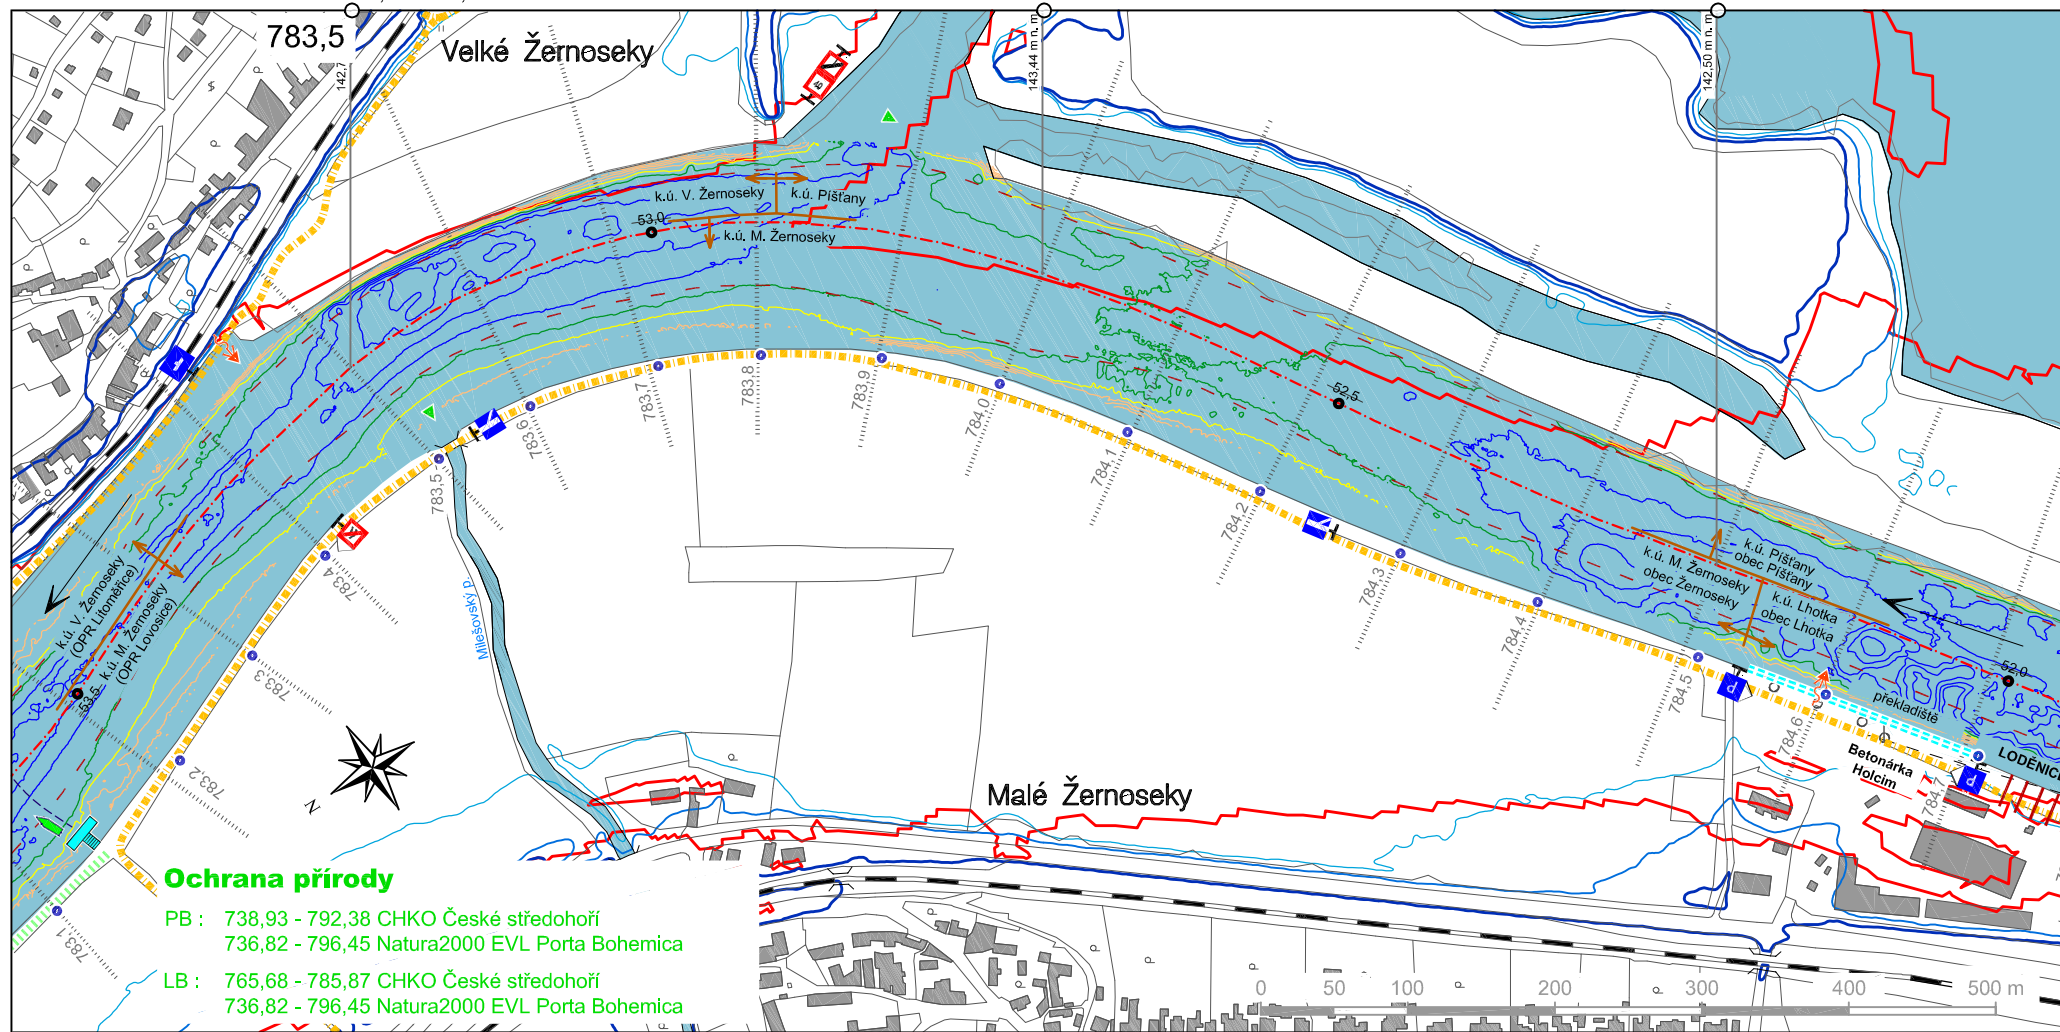 783,5
Velké Žernoseky
142,7
143,44 m n. m
142,50 m n. m
k.ú. V. Žernoseky
k.ú. Píšťany
53,0
k.ú. M. Žernoseky
52,5
783,6
783,7
783,8
783,9
784,0
784,1
784,2
784,3
784,4
784,5
784,6
784,7
783,5
783,4
783,3
783,2
783,1
Milešovský p.
k.ú. V. Žernoseky
(OPR Litoměřice)
k.ú. M. Žernoseky
(OPR Lovosice)
53,5
k.ú. Píšťany
obec Píšťany
k.ú. M. Žernoseky
obec Žernoseky
k.ú. Lhotka
obec Lhotka
52,0
překladiště
LODĚNICE
Betonárka
Holcim
N
Malé Žernoseky
Ochrana přírody
PB : 738,93 - 792,38 CHKO České středohoří
736,82 - 796,45 Natura2000 EVL Porta Bohemica
LB : 765,68 - 785,87 CHKO České středohoří
736,82 - 796,45 Natura2000 EVL Porta Bohemica
0 50 100 200 300 400 500 m